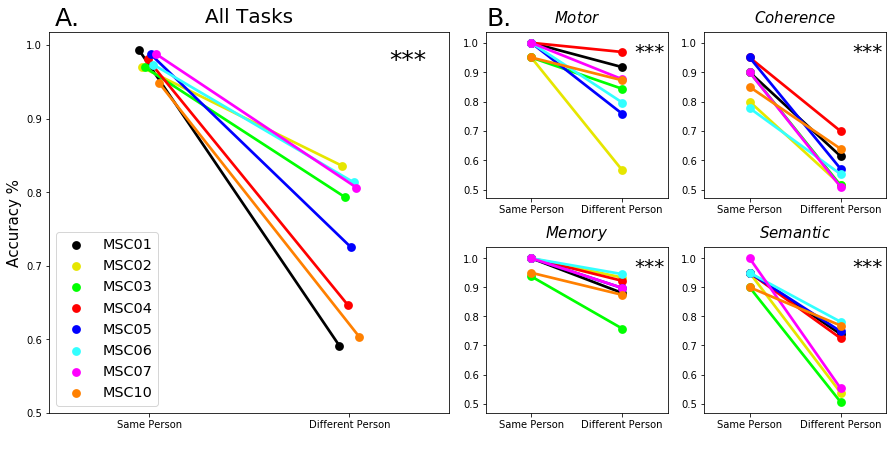 A.
All Tasks
***
Accuracy %
1.0
0.9
0.8
0.7
0.6
0.5
MSC01
MSC02
MSC03
MSC04
MSC05
MSC06
MSC07
MSC10
Same Person
Different Person
B.
Motor
***
1.0
0.9
0.8
0.7
0.6
0.5
Same Person
Different Person
Coherence
***
1.0
0.9
0.8
0.7
0.6
0.5
Same Person
Different Person
Memory
***
1.0
0.9
0.8
0.7
0.6
0.5
Same Person
Different Person
Semantic
***
1.0
0.9
0.8
0.7
0.6
0.5
Same Person
Different Person